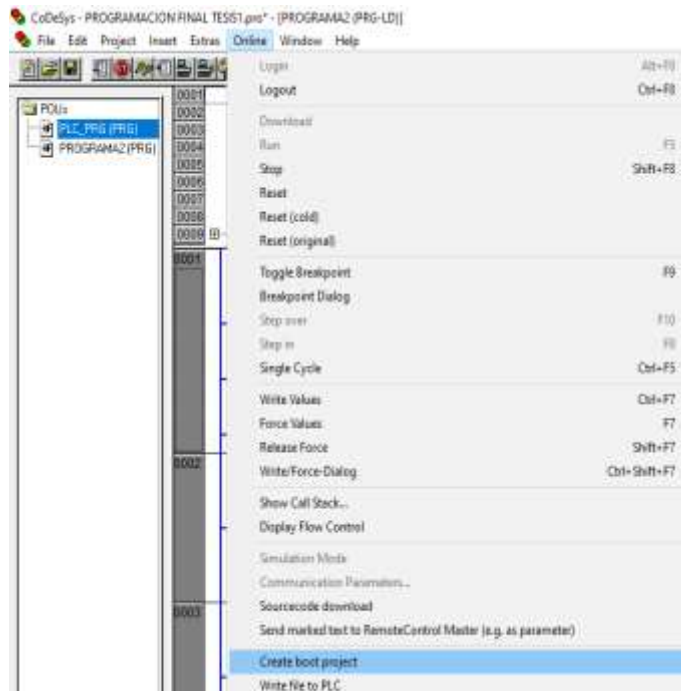 CoDeSys - PROGRAMACION FINAL TESIS1.pro* - [PROGRAMA2 (PRG-LD)]
File Edit Project Insert Extras Online Window Help
POUs
PLC_PRG (PRG)
PROGRAMA2 (PRG)
0001
0002
0003
0004
0005
0006
0007
0008
0009
0001
0002
0003
Login Alt+F8
Logout Ctrl+F8
Download
Run F5
Stop Shift+F8
Reset
Reset (cold)
Reset (original)
Toggle Breakpoint F9
Breakpoint Dialog
Step over F10
Step in F8
Single Cycle Ctrl+F5
Write Values Ctrl+F7
Force Values F7
Release Force Shift+F7
Write/Force-Dialog Ctrl+Shift+F7
Show Call Stack...
Display Flow Control
Simulation Mode
Communication Parameters...
Sourcecode download
Send marked text to RemoteControl Master (e.g. as parameter)
Create boot project
Write file to PLC